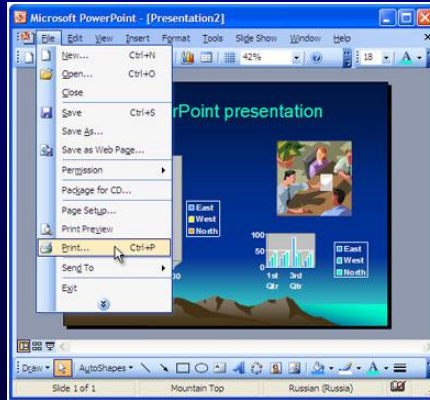 Microsoft PowerPoint - [Presentation2]
File Edit View Insert Format Tools Slide Show Window Help
42% 18 A
New... Ctrl+N
Open... Ctrl+O
Close
Save Ctrl+S
Save As...
Save as Web Page...
Permission
Package for CD...
Page Setup...
Print Preview
Print... Ctrl+P
Send To
Exit
Point presentation
East
West
North
100
50
0
1st 3rd
Qtr Qtr
East
West
North
00
Draw AutoShapes A
Slide 1 of 1 Mountain Top Russian (Russia)